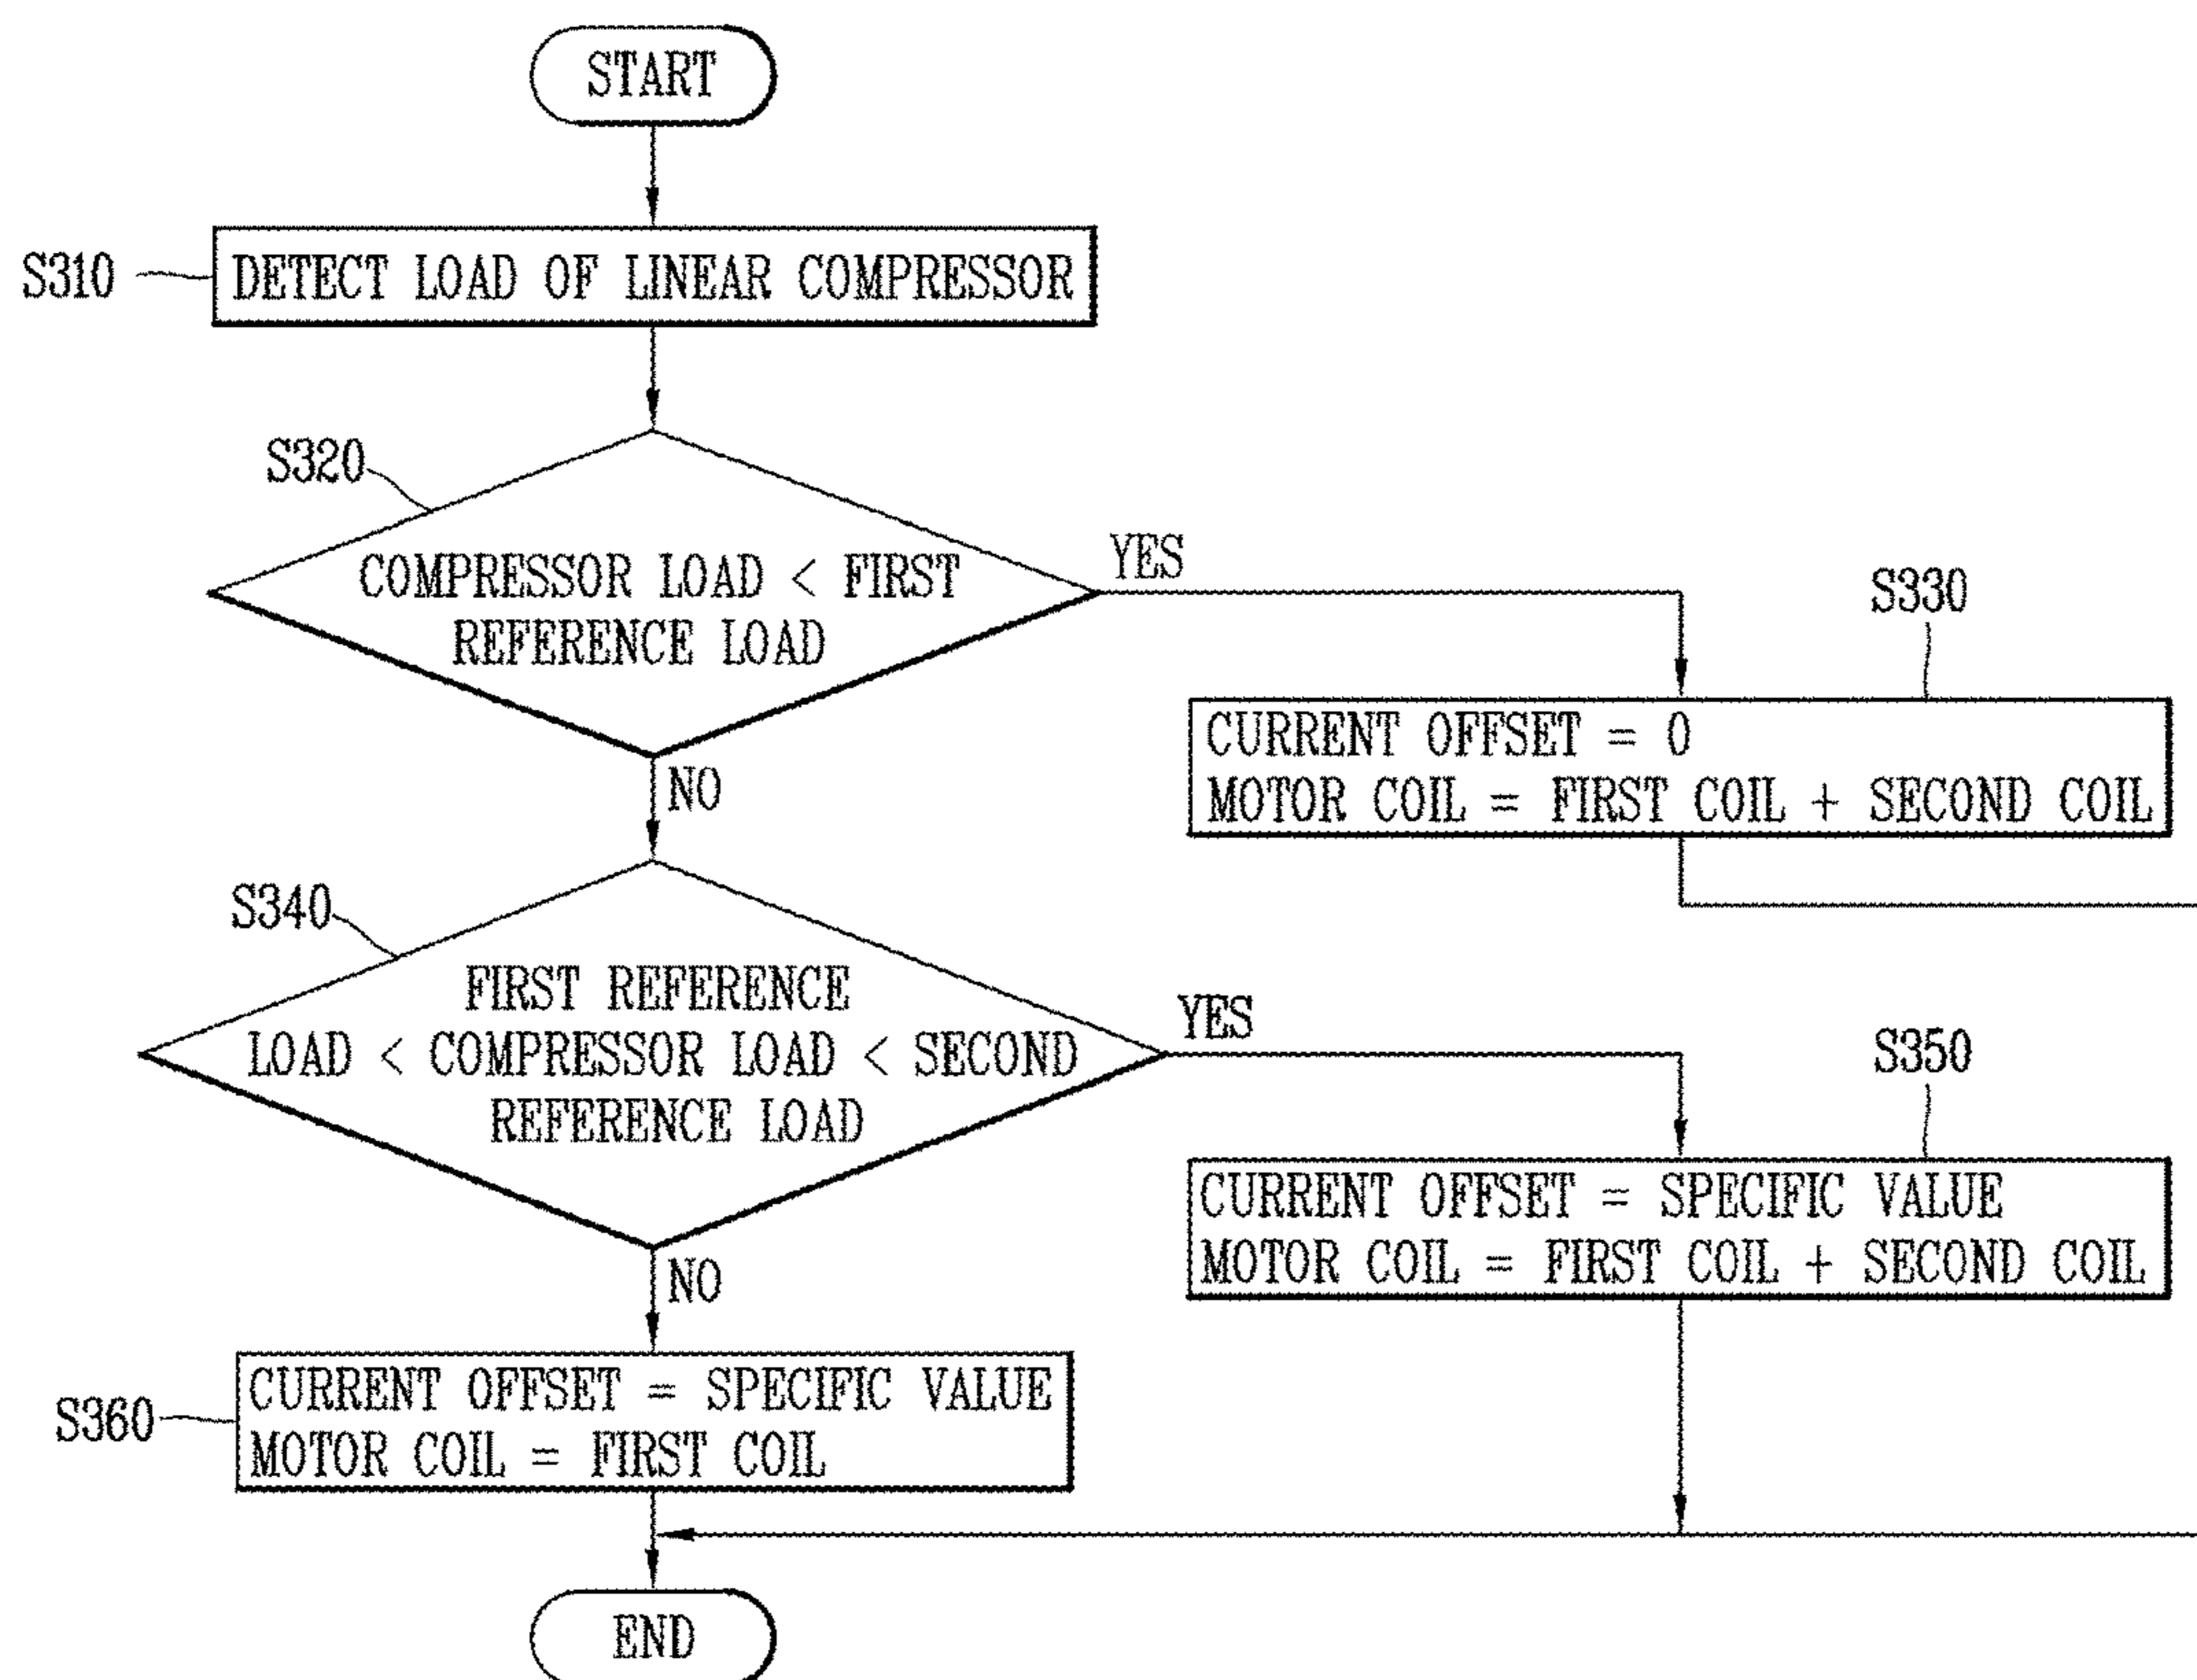 START
S310
DETECT LOAD OF LINEAR COMPRESSOR
S320
COMPRESSOR LOAD < FIRST
REFERENCE LOAD
YES
S330
CURRENT OFFSET = 0
MOTOR COIL = FIRST COIL + SECOND COIL
NO
S340
FIRST REFERENCE
LOAD < COMPRESSOR LOAD < SECOND
REFERENCE LOAD
YES
S350
CURRENT OFFSET = SPECIFIC VALUE
MOTOR COIL = FIRST COIL + SECOND COIL
NO
S360
CURRENT OFFSET = SPECIFIC VALUE
MOTOR COIL = FIRST COIL
END